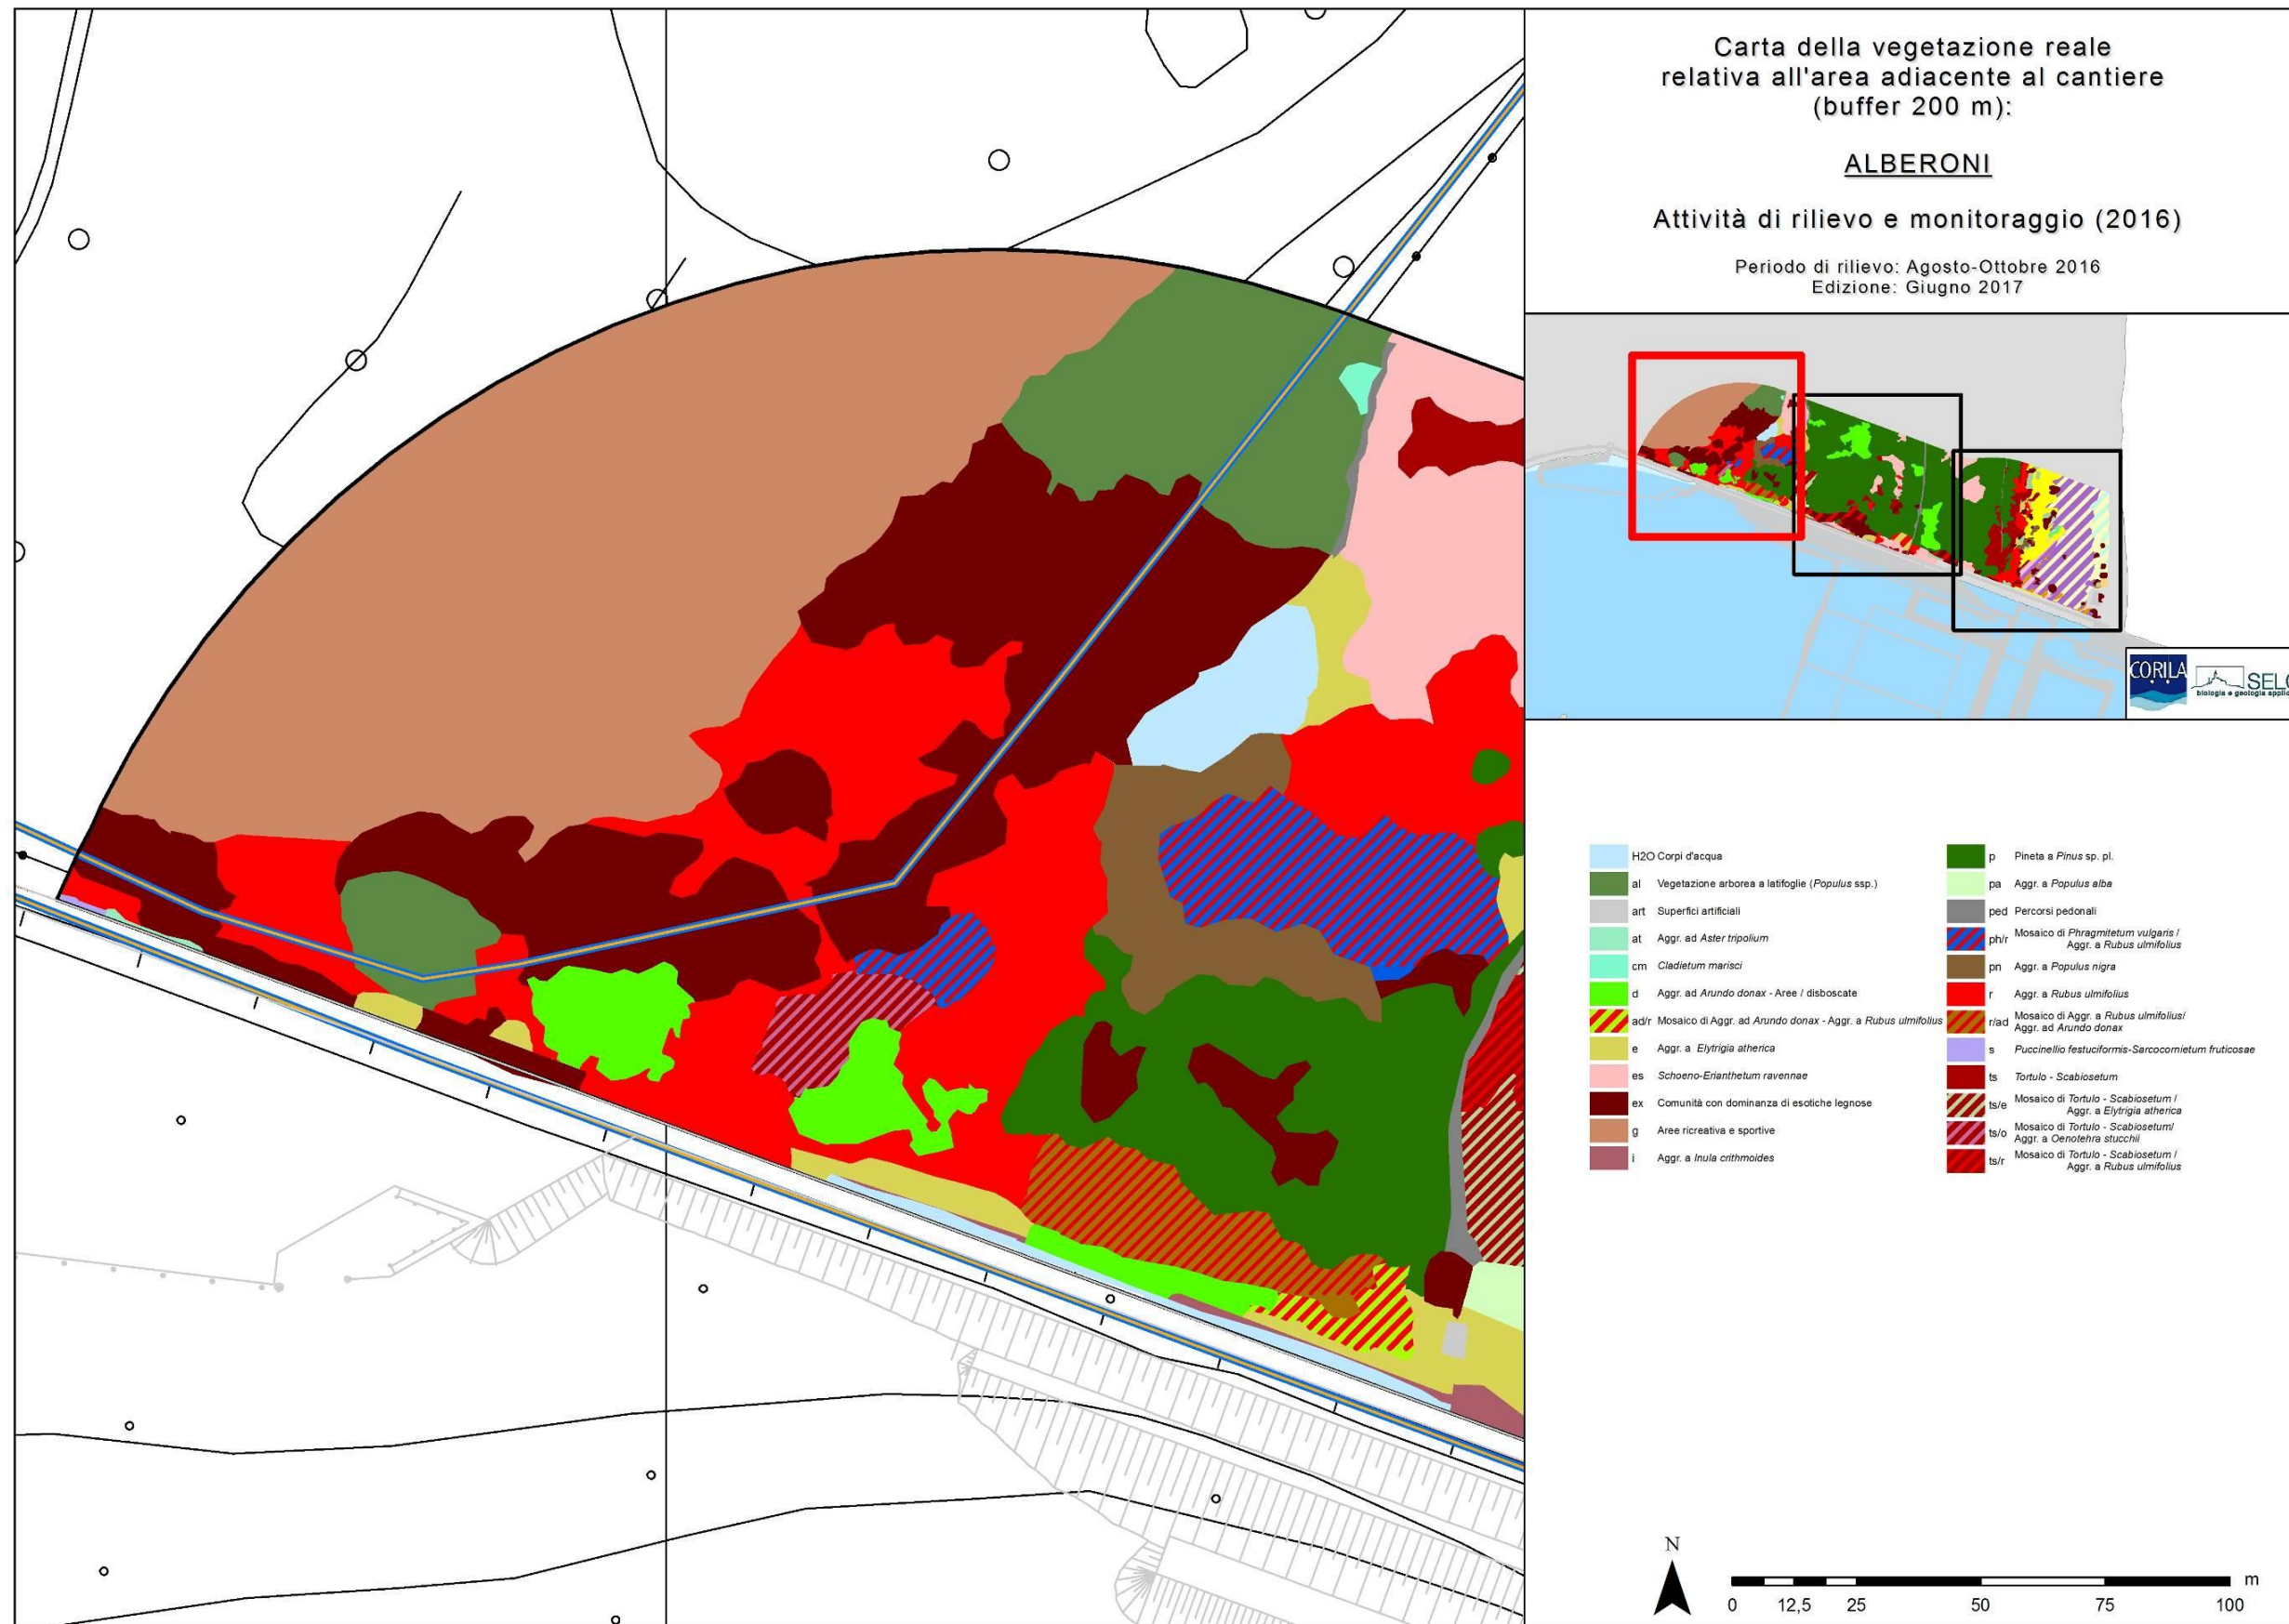 Carta della vegetazione reale
relativa all'area adiacente al cantiere
(buffer 200 m):
ALBERONI
Attività di rilievo e monitoraggio (2016)
Periodo di rilievo: Agosto-Ottobre 2016
Edizione: Giugno 2017
CORILA
SELC
biologia e geologia applic
H2O Corpi d'acqua
al Vegetazione arborea a latifoglie (Populus ssp.)
art Superfici artificiali
at Aggr. ad Aster tripolium
cm Cladietum marisci
d Aggr. ad Arundo donax - Aree / disboscate
ad/r Mosaico di Aggr. ad Arundo donax - Aggr. a Rubus ulmifolius
e Aggr. a Elytrigia atherica
es Schoeno-Erianthetum ravennae
ex Comunità con dominanza di esotiche legnose
g Aree ricreativa e sportive
i Aggr. a Inula crithmoides
p Pineta a Pinus sp. pl.
pa Aggr. a Populus alba
ped Percorsi pedonali
ph/r Mosaico di Phragmitetum vulgaris /
Aggr. a Rubus ulmifolius
pn Aggr. a Populus nigra
r Aggr. a Rubus ulmifolius
r/ad Mosaico di Aggr. a Rubus ulmifolius/
Aggr. ad Arundo donax
s Puccinellio festuciformis-Sarcocornietum fruticosae
ts Tortulo - Scabiosetum
ts/e Mosaico di Tortulo - Scabiosetum /
Aggr. a Elytrigia atherica
ts/o Mosaico di Tortulo - Scabiosetum/
Aggr. a Oenotehra stucchii
ts/r Mosaico di Tortulo - Scabiosetum /
Aggr. a Rubus ulmifolius
N
m
0 12,5 25 50 75 100